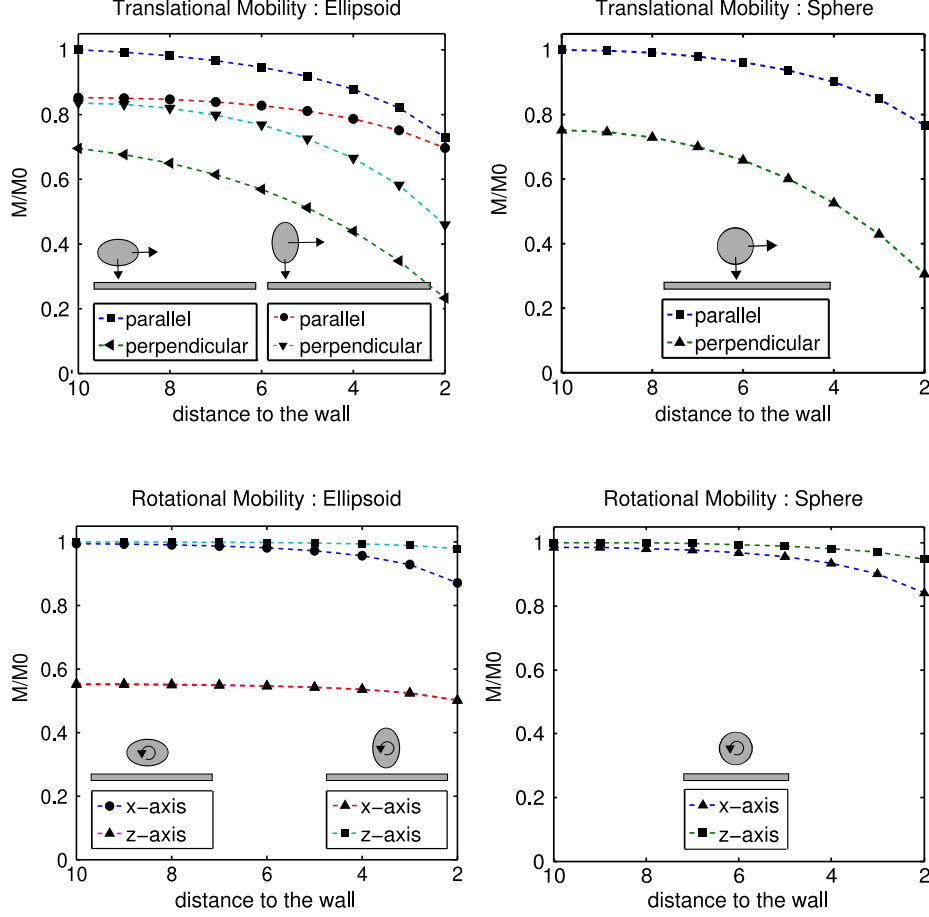 Translational Mobility : Ellipsoid
M/M0
1
0.8
0.6
0.4
0.2
0
10 8 6 4 2
distance to the wall
parallel
perpendicular
parallel
perpendicular
Translational Mobility : Sphere
M/M0
1
0.8
0.6
0.4
0.2
0
10 8 6 4 2
distance to the wall
parallel
perpendicular
Rotational Mobility : Ellipsoid
M/M0
1
0.8
0.6
0.4
0.2
0
10 8 6 4 2
distance to the wall
x-axis
z-axis
x-axis
z-axis
Rotational Mobility : Sphere
M/M0
1
0.8
0.6
0.4
0.2
0
10 8 6 4 2
distance to the wall
x-axis
z-axis